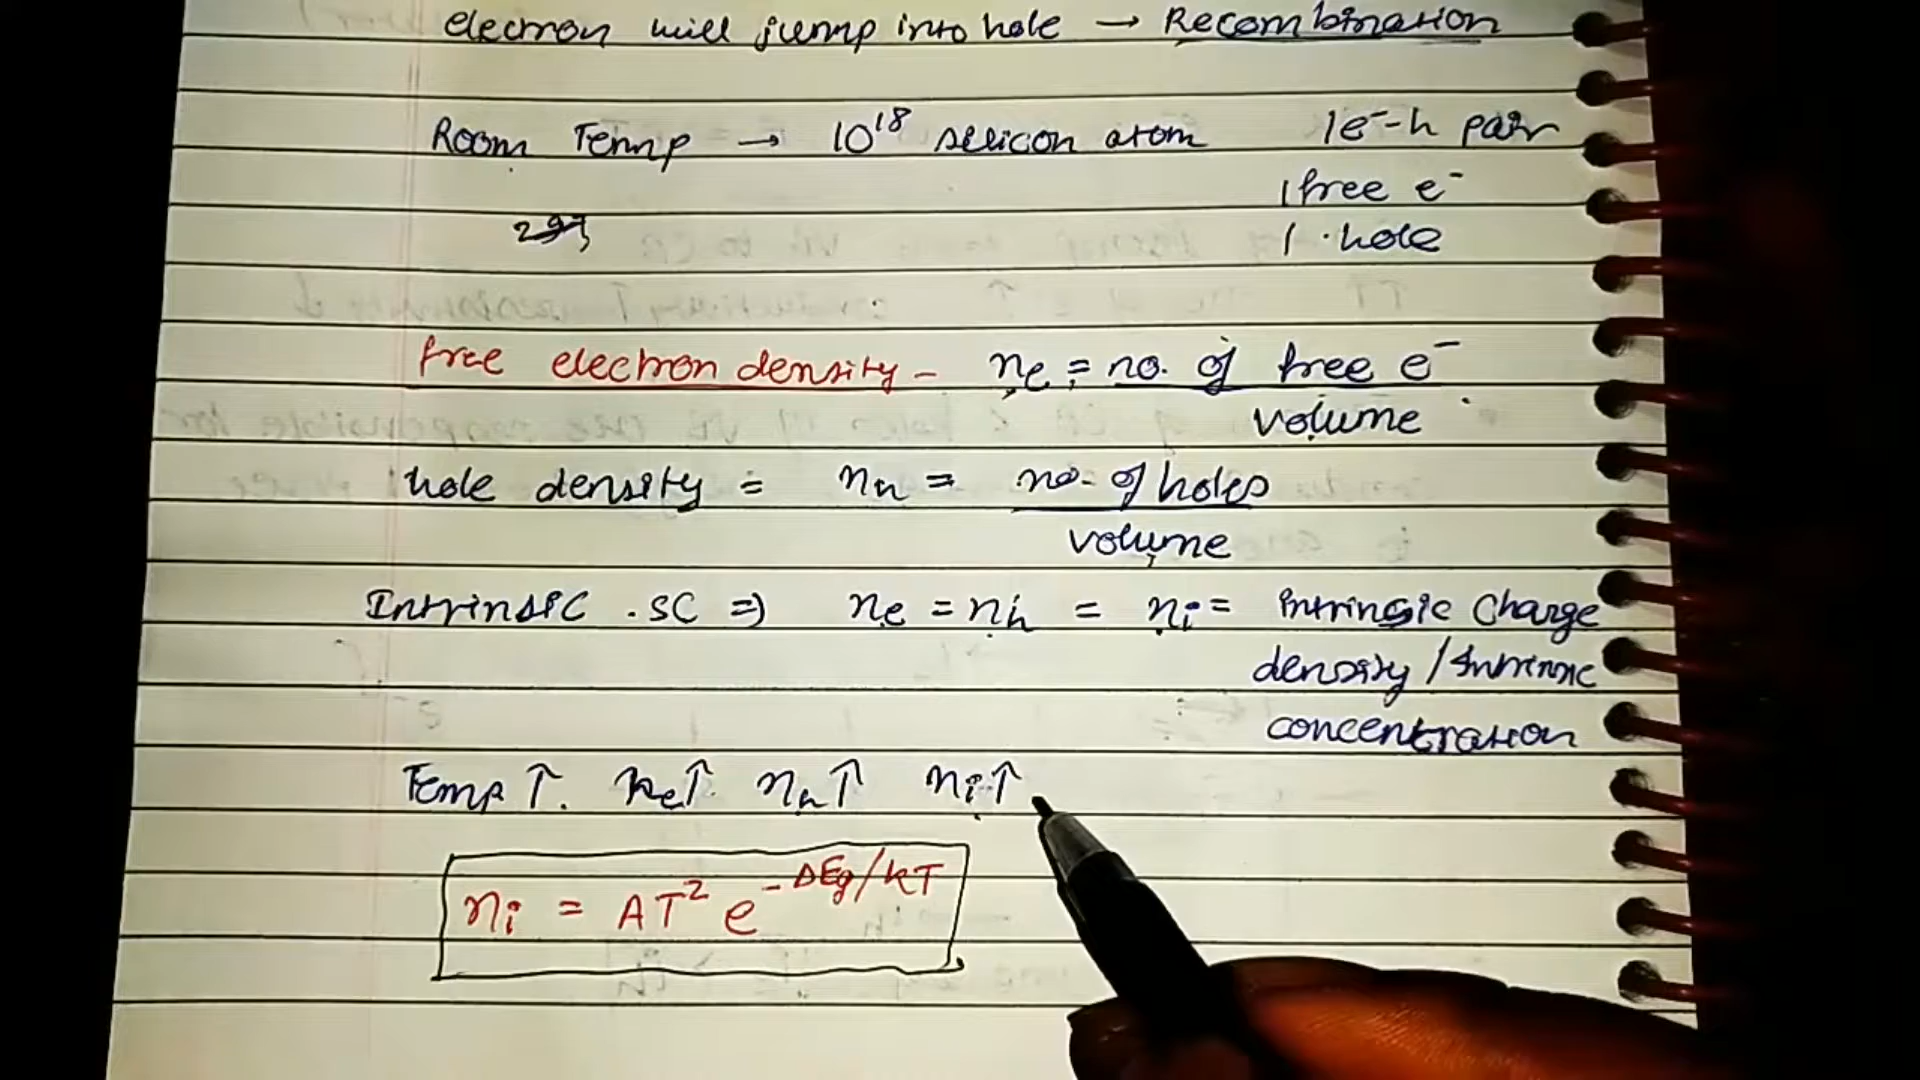 electron will jump into hole → Recombination
Room Temp → 10¹⁸ silicon atom 1e⁻-h pair
1 free e⁻
1 hole
free electron density - nₑ = no. of free e⁻
volume
hole density = nₕ = no. of holes
volume
Intrinsic SC ⇒ nₑ = nₕ = nᵢ = Intrinsic Charge
density / Intrinsic
concentration
Temp ↑. nₑ↑ nₕ↑ nᵢ↑
nᵢ = AT² e^-ΔEg/kT